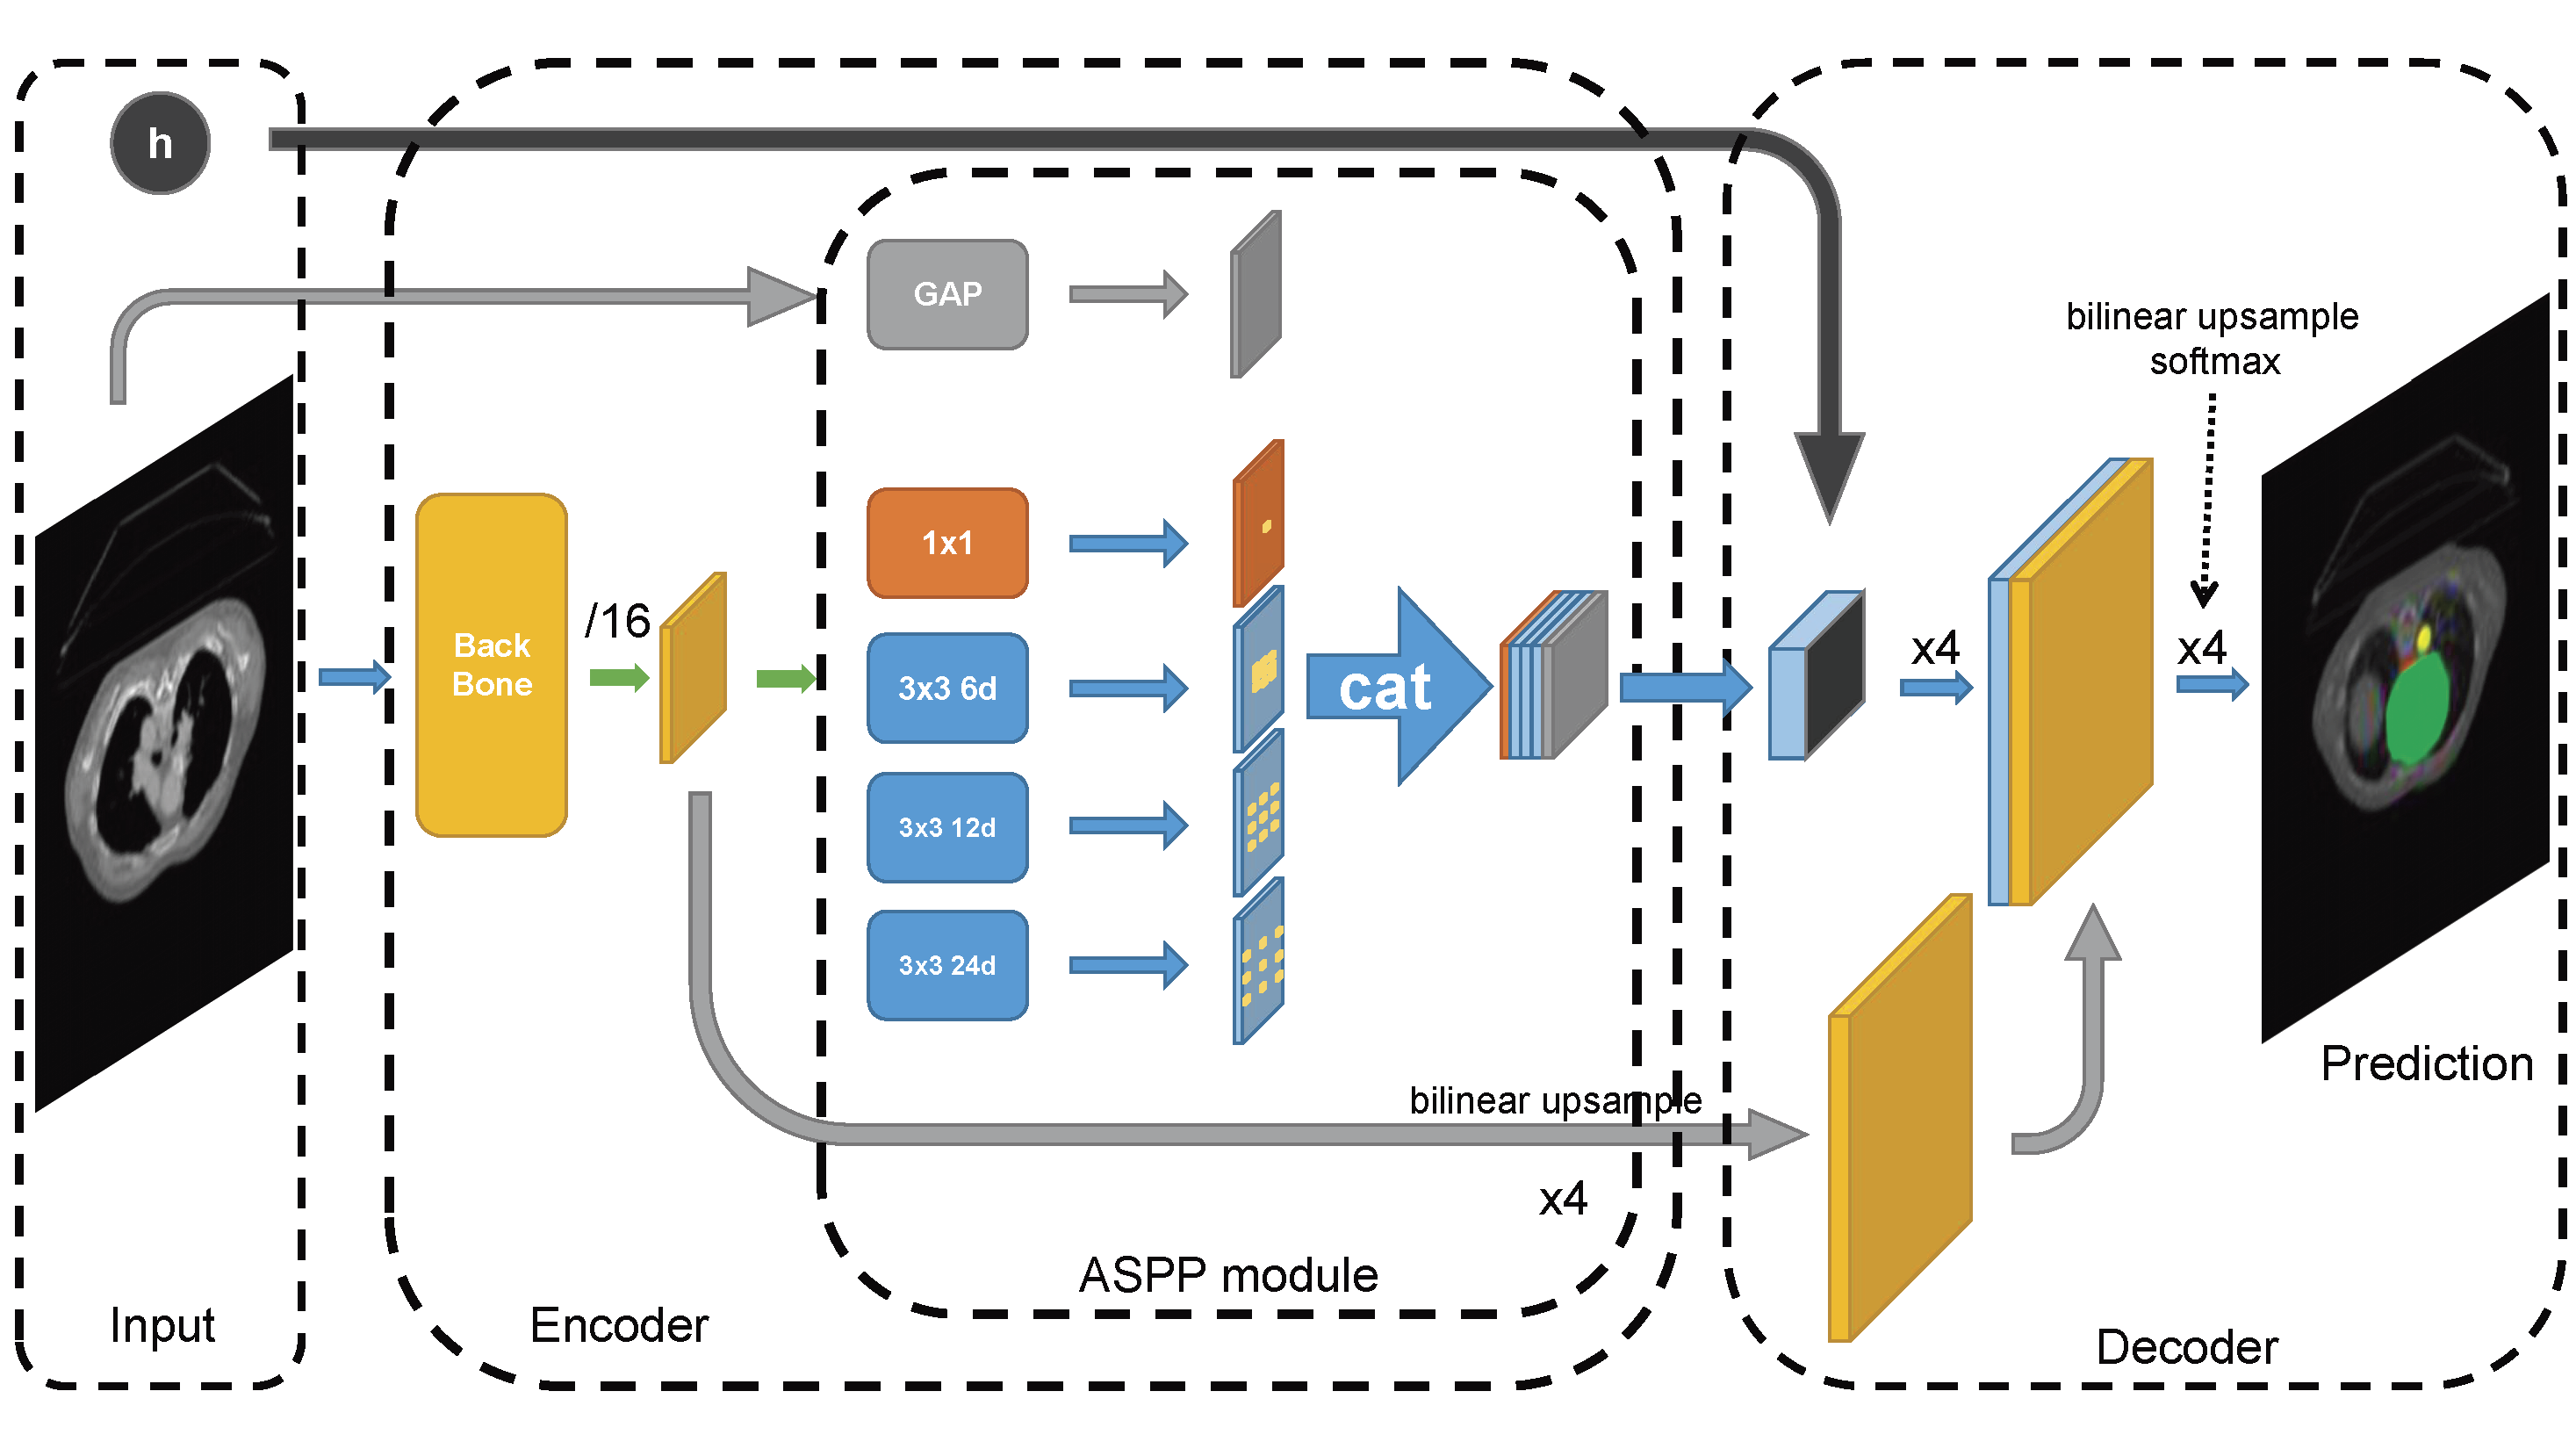 h
GAP
bilinear upsample
softmax
1x1
Back
Bone
/16
3x3 6d
cat
x4
x4
3x3 12d
3x3 24d
Prediction
bilinear upsample
x4
ASPP module
Input
Encoder
Decoder